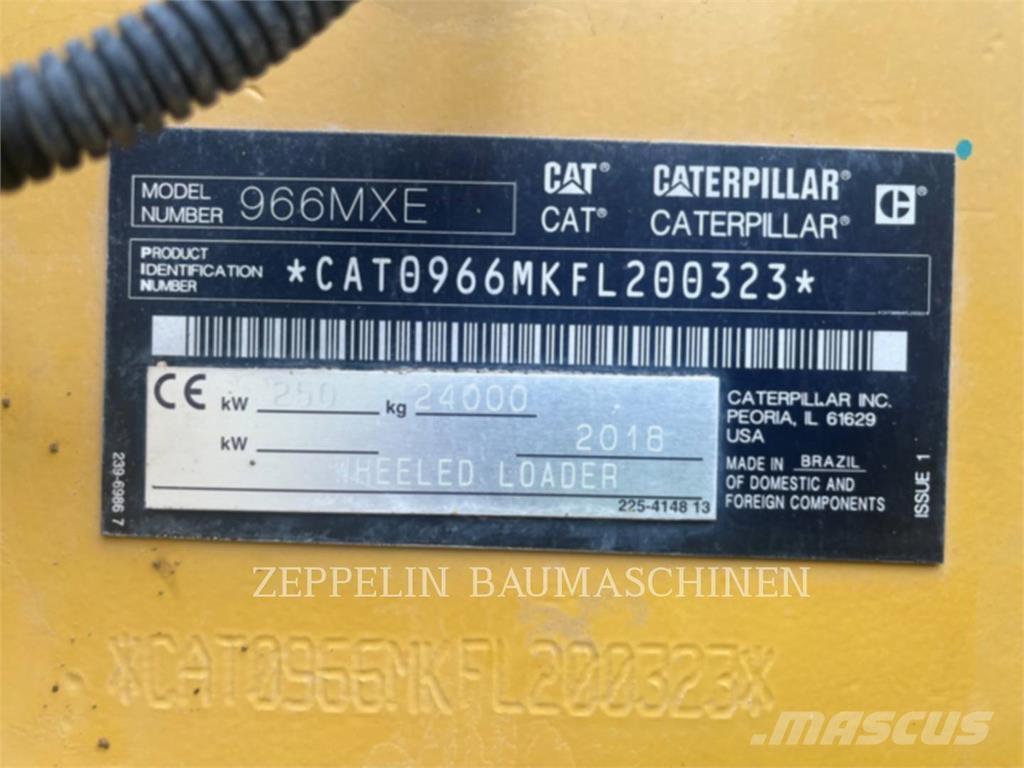 MODEL NUMBER 966MXE
CAT® CATERPILLAR®
CAT® CATERPILLAR®
PRODUCT
IDENTIFICATION
NUMBER
*CAT0966MKFL200323*
CE kW 250 kg 24000
kW 2018
WHEELED LOADER
225-4148 13
CATERPILLAR INC.
PEORIA, IL 61629
USA
MADE IN BRAZIL
OF DOMESTIC AND
FOREIGN COMPONENTS
239-6986 7
ISSUE 1
ZEPPELIN BAUMASCHINEN
*CAT0966MKFL200323*
MASCUS